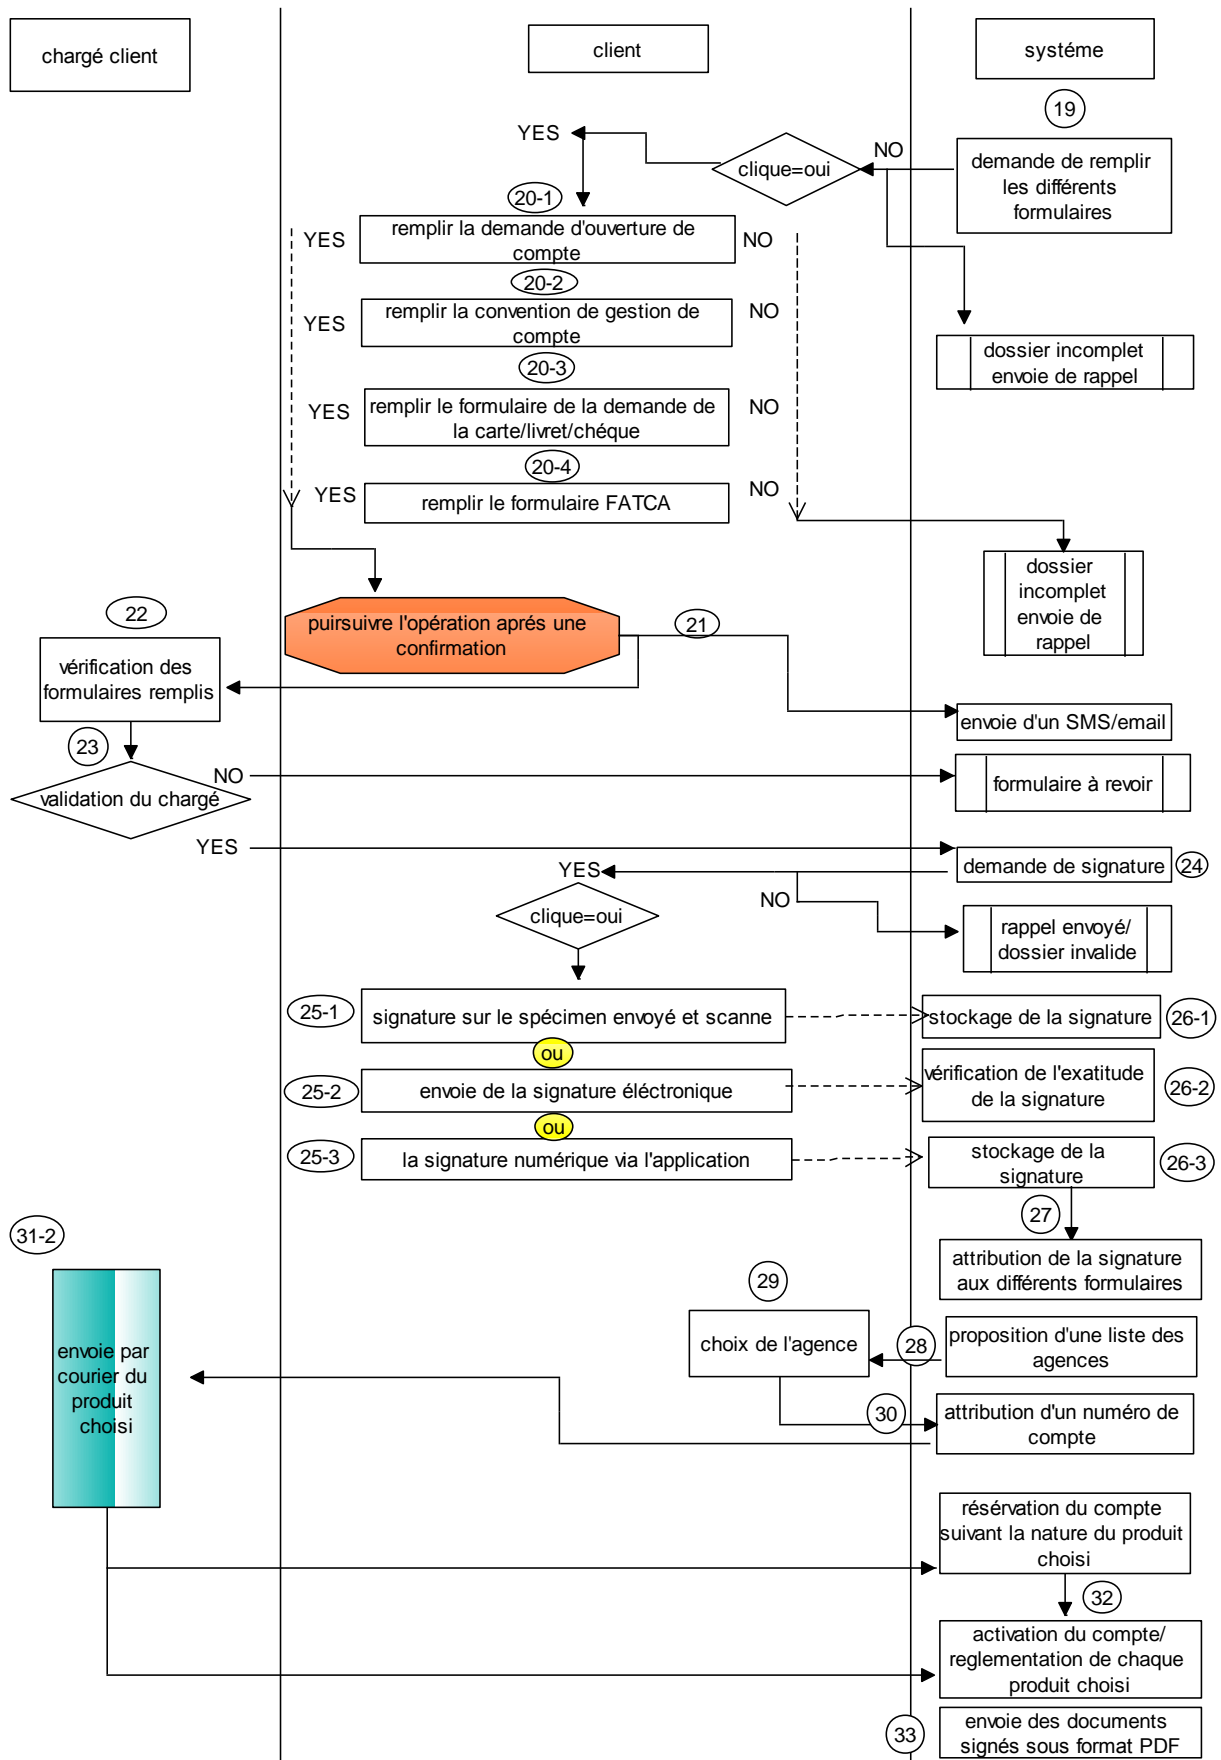 chargé client
client
systéme
19
YES
NO
clique=oui
demande de remplir
les différents
formulaires
20-1
YES
remplir la demande d'ouverture de
compte
NO
20-2
YES
remplir la convention de gestion de
compte
NO
dossier incomplet
envoie de rappel
20-3
YES
remplir le formulaire de la demande de
la carte/livret/chéque
NO
20-4
YES
remplir le formulaire FATCA
NO
dossier
incomplet
envoie de
rappel
22
puirsuivre l'opération aprés une
confirmation
21
vérification des
formulaires remplis
envoie d'un SMS/email
23
NO
validation du chargé
formulaire à revoir
YES
demande de signature
24
YES
NO
clique=oui
rappel envoyé/
dossier invalide
25-1
signature sur le spécimen envoyé et scanne
stockage de la signature
26-1
ou
25-2
envoie de la signature éléctronique
vérification de l'exatitude
de la signature
26-2
ou
25-3
la signature numérique via l'application
stockage de la
signature
26-3
27
31-2
attribution de la signature
aux différents formulaires
29
choix de l'agence
28
proposition d'une liste des
agences
envoie par
courier du
produit
choisi
30
attribution d'un numéro de
compte
résérvation du compte
suivant la nature du produit
choisi
32
activation du compte/
reglementation de chaque
produit choisi
33
envoie des documents
signés sous format PDF